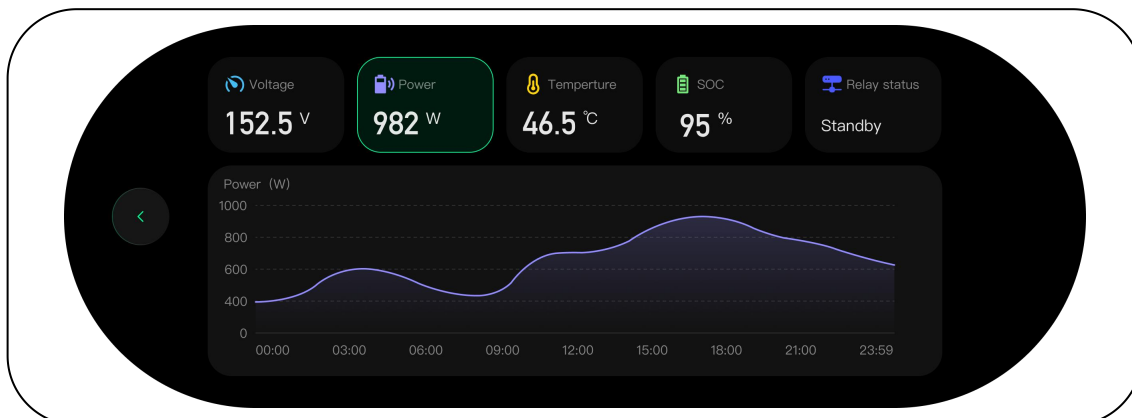 Voltage
152.5 V
Power
982 W
Temperture
46.5 ℃
SOC
95 %
Relay status
Standby
Power（W）
1000
800
600
400
0
00:00 03:00 06:00 09:00 12:00 15:00 18:00 21:00 23:59